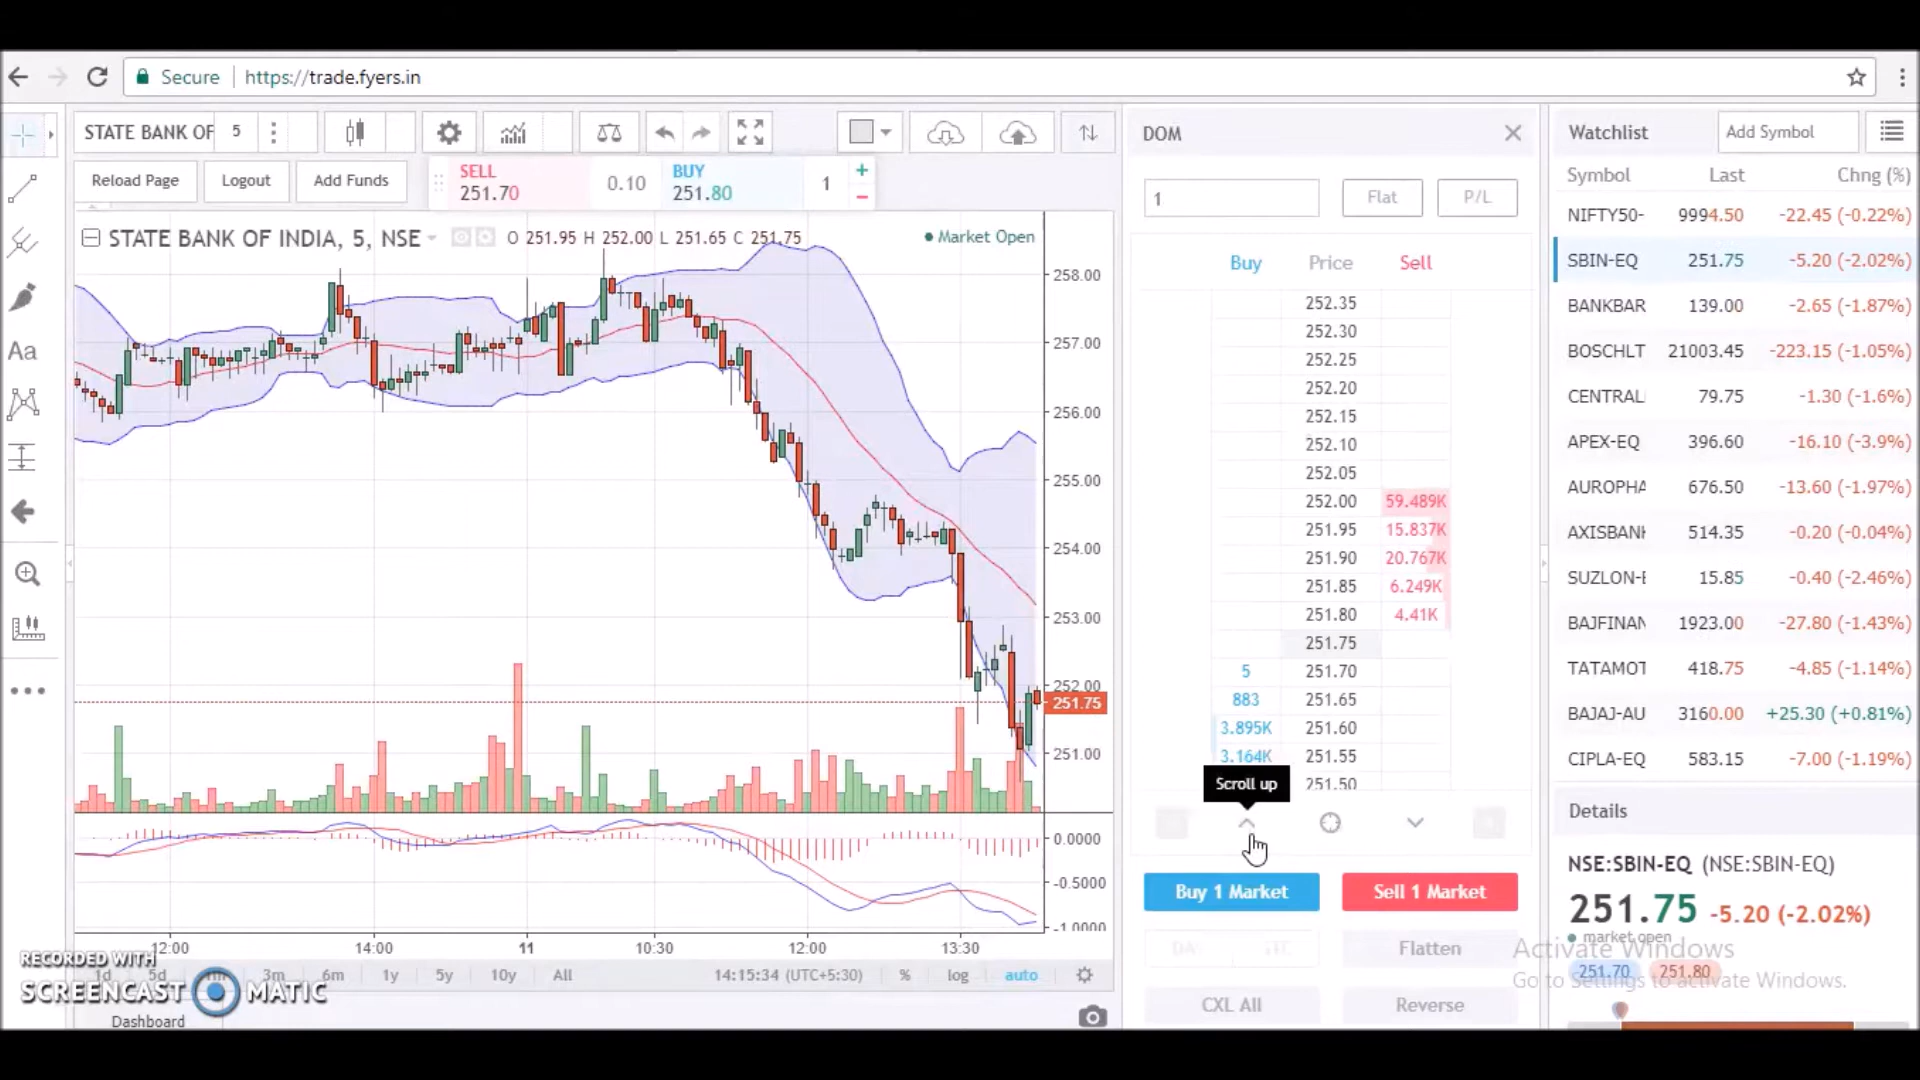 Secure https://trade.fyers.in
STATE BANK OF 5
Reload Page Logout Add Funds
SELL 251.70
0.10
BUY 251.80
1
STATE BANK OF INDIA, 5, NSE O 251.95 H 252.00 L 251.65 C 251.75
Market Open
258.00
257.00
256.00
255.00
254.00
253.00
252.00
251.75
251.00
0.0000
-0.5000
-1.0000
12:00 14:00 11 10:30 12:00 13:30
1d 5d 3m 6m 1y 5y 10y All 14:15:34 (UTC+5:30) % log auto
RECORDED WITH
SCREENCAST MATIC
Dashboard
DOM
1 Flat P/L
Buy Price Sell
252.35
252.30
252.25
252.20
252.15
252.10
252.05
252.00 59.489K
251.95 15.837K
251.90 20.767K
251.85 6.249K
251.80 4.41K
251.75
5 251.70
883 251.65
3.895K 251.60
3.164K 251.55
251.50
Scroll up
Buy 1 Market Sell 1 Market
Flatten
CXL All Reverse
Watchlist Add Symbol
Symbol Last Chng (%)
NIFTY50- 9994.50 -22.45 (-0.22%)
SBIN-EQ 251.75 -5.20 (-2.02%)
BANKBAR 139.00 -2.65 (-1.87%)
BOSCHLT 21003.45 -223.15 (-1.05%)
CENTRAL 79.75 -1.30 (-1.6%)
APEX-EQ 396.60 -16.10 (-3.9%)
AUROPHA 676.50 -13.60 (-1.97%)
AXISBANK 514.35 -0.20 (-0.04%)
SUZLON-E 15.85 -0.40 (-2.46%)
BAJFINAN 1923.00 -27.80 (-1.43%)
TATAMOT 418.75 -4.85 (-1.14%)
BAJAJ-AU 3160.00 +25.30 (+0.81%)
CIPLA-EQ 583.15 -7.00 (-1.19%)
Details
NSE:SBIN-EQ (NSE:SBIN-EQ)
251.75 -5.20 (-2.02%)
market open
251.70 251.80
Activate Windows
Go to Settings to activate Windows.